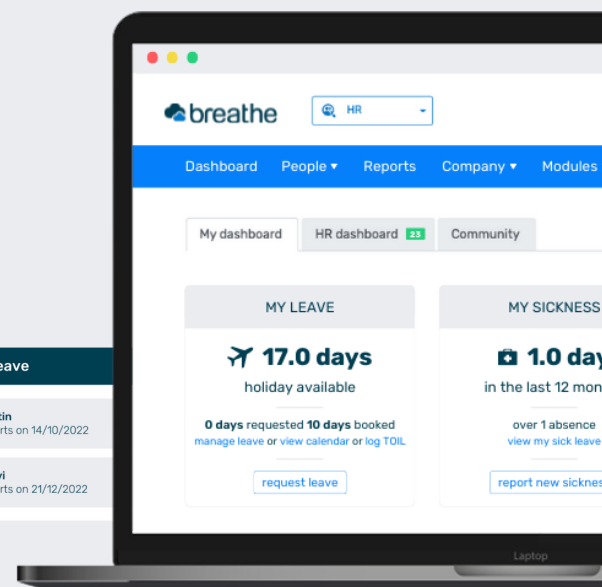 breathe
HR
Dashboard People Reports Company Modules
My dashboard HR dashboard 23 Community
MY LEAVE
17.0 days
holiday available
0 days requested 10 days booked
manage leave or view calendar or log TOIL
request leave
MY SICKNESS
1.0 day
in the last 12 mon
over 1 absence
view my sick leave
report new sicknes
eave
tin
rts on 14/10/2022
vi
rts on 21/12/2022
Laptop